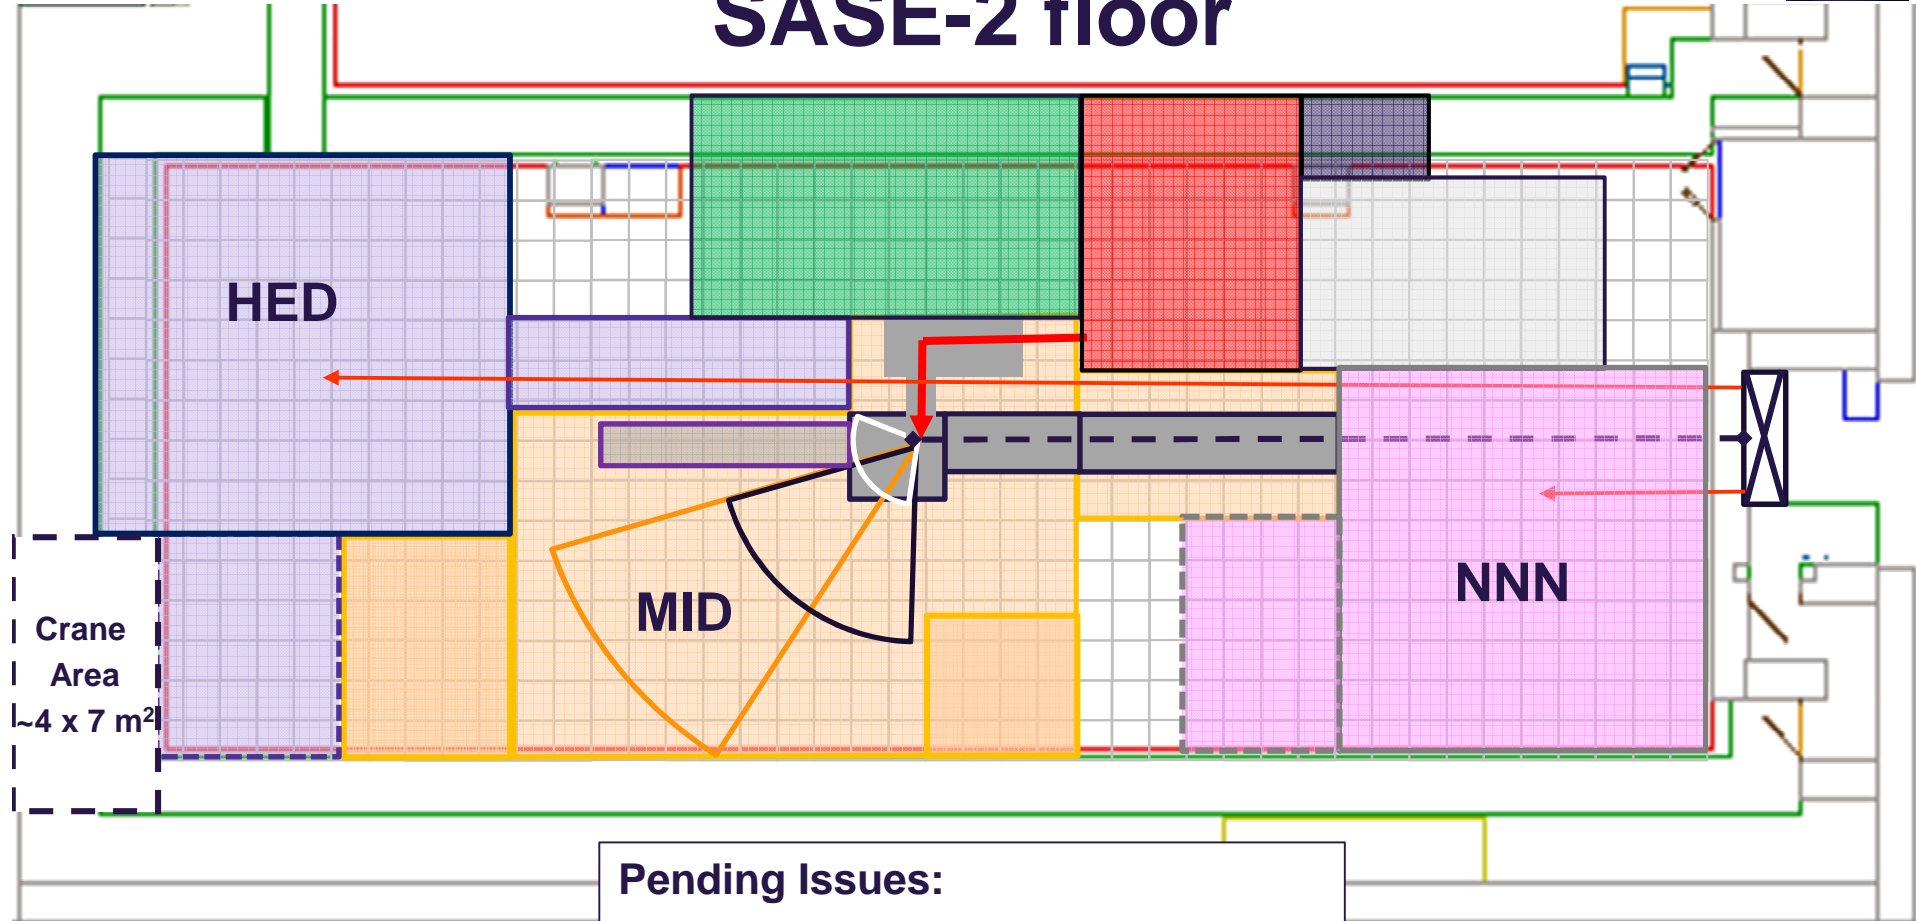 SASE-2 floor
HED
MID
NNN
Crane
Area
~4 x 7 m²
Pending Issues: